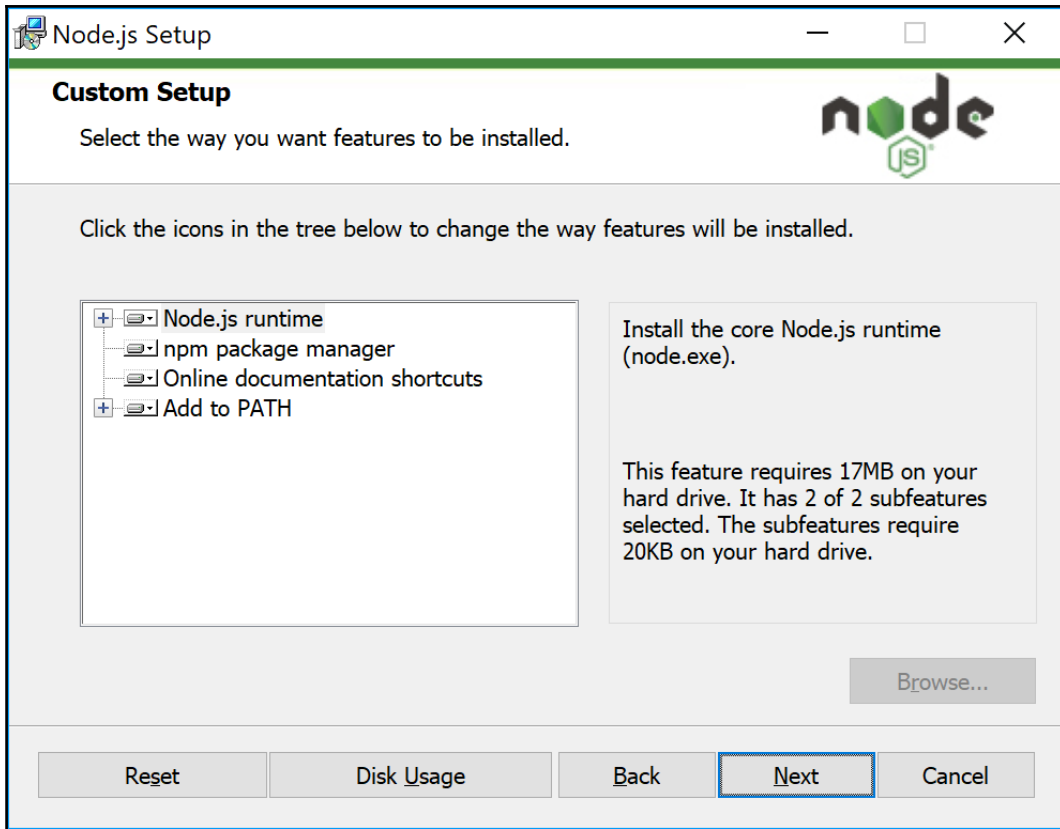 Node.js Setup
Custom Setup
Select the way you want features to be installed.
node
JS
Click the icons in the tree below to change the way features will be installed.
Node.js runtime
npm package manager
Online documentation shortcuts
Add to PATH
Install the core Node.js runtime
(node.exe).
This feature requires 17MB on your
hard drive. It has 2 of 2 subfeatures
selected. The subfeatures require
20KB on your hard drive.
Browse...
Reset
Disk Usage
Back
Next
Cancel